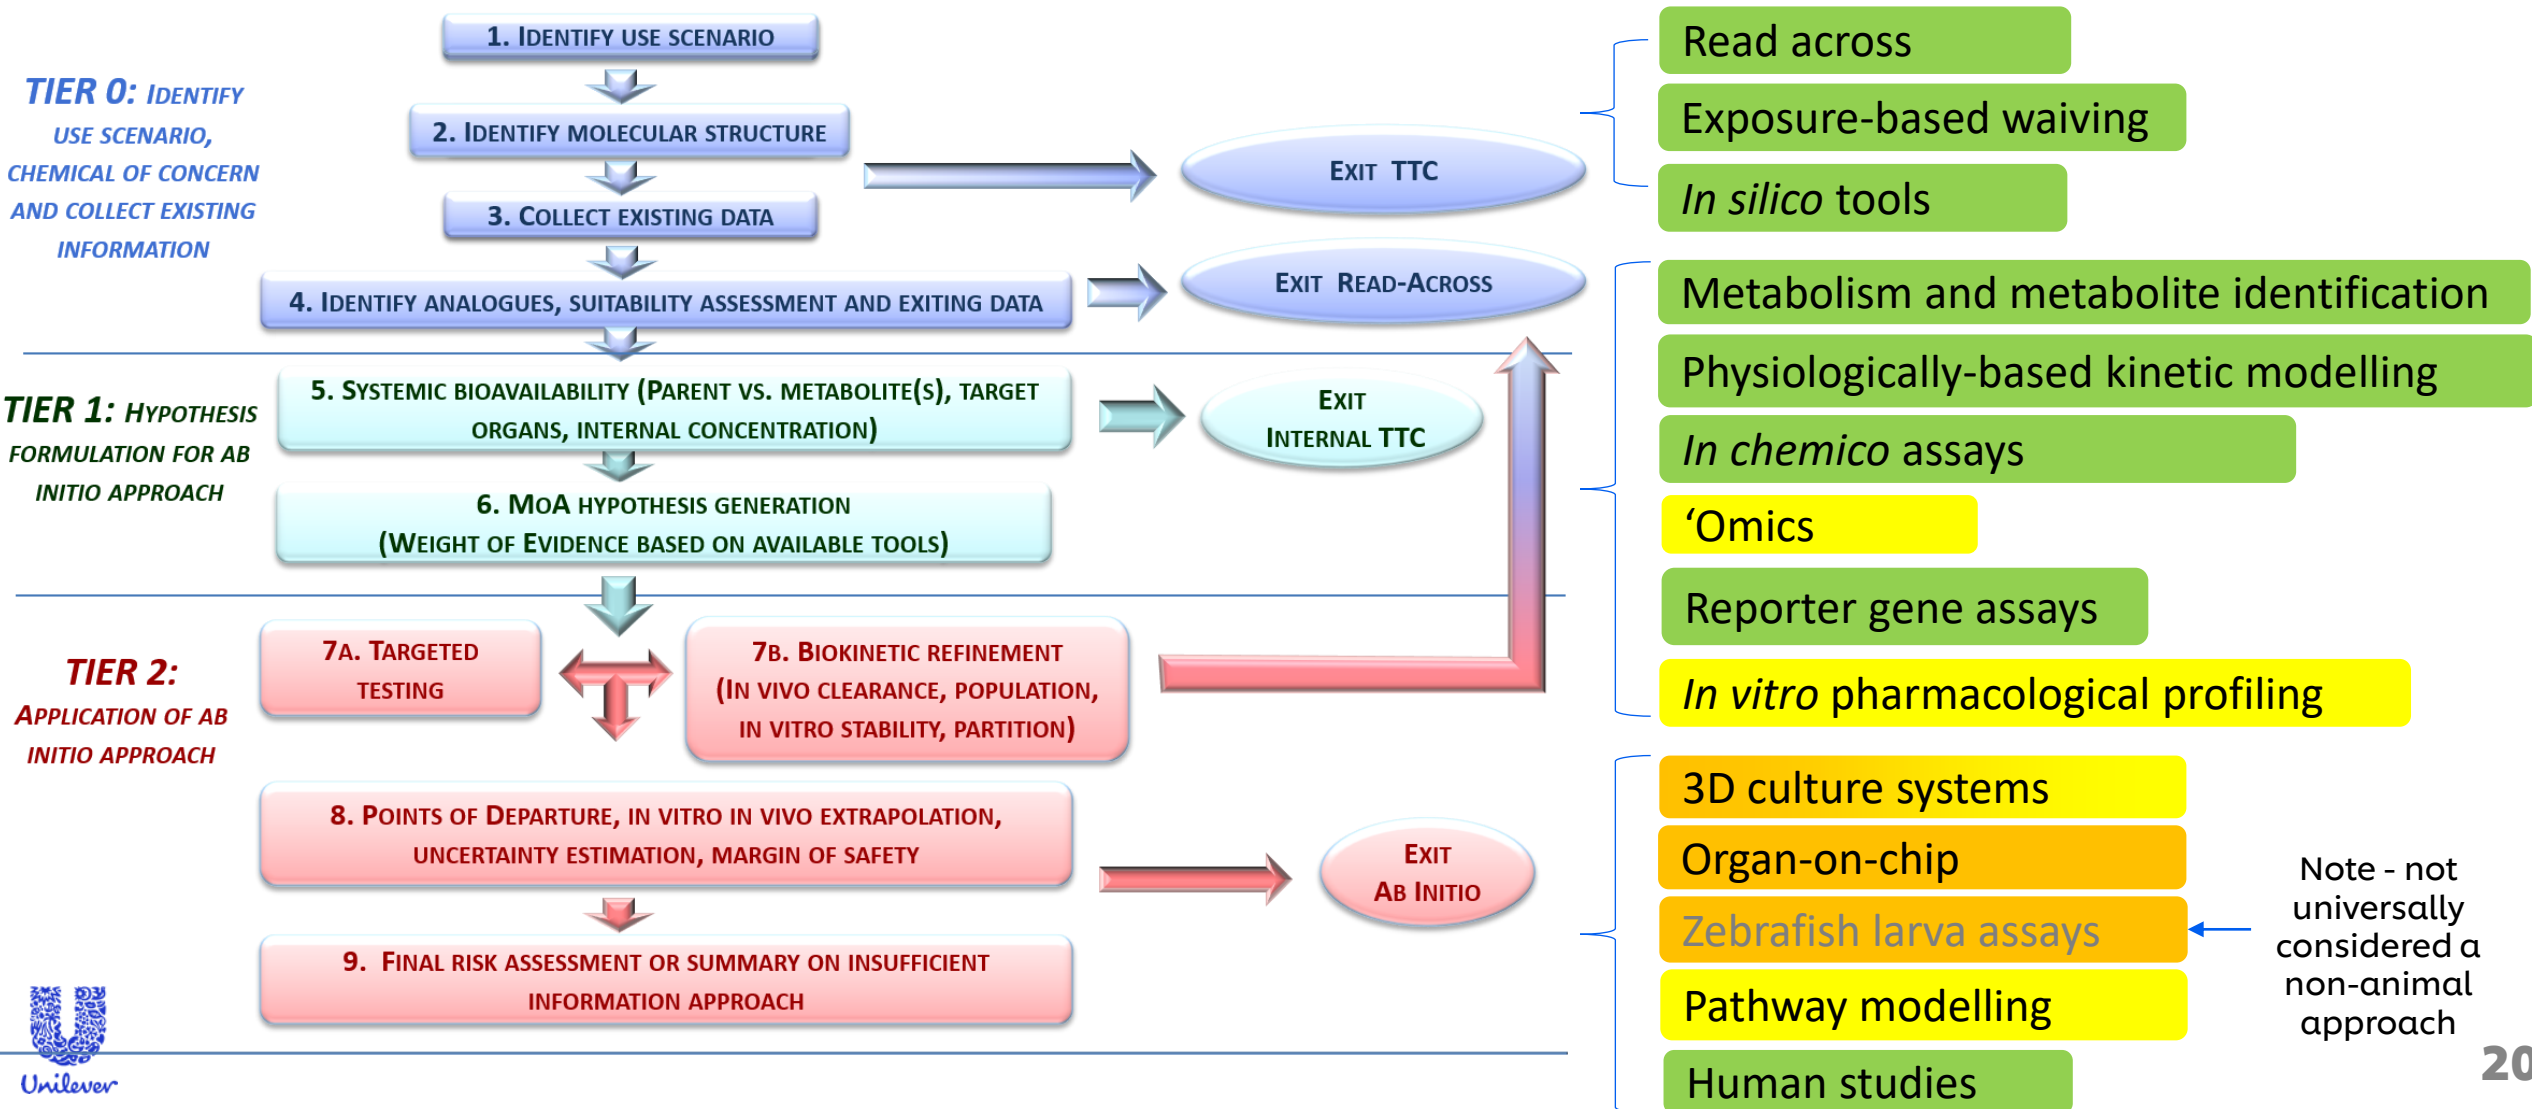 TIER 0: IDENTIFY
USE SCENARIO,
CHEMICAL OF CONCERN
AND COLLECT EXISTING
INFORMATION
1. IDENTIFY USE SCENARIO
2. IDENTIFY MOLECULAR STRUCTURE
3. COLLECT EXISTING DATA
4. IDENTIFY ANALOGUES, SUITABILITY ASSESSMENT AND EXITING DATA
EXIT TTC
EXIT READ-ACROSS
TIER 1: HYPOTHESIS
FORMULATION FOR AB
INITIO APPROACH
5. SYSTEMIC BIOAVAILABILITY (PARENT VS. METABOLITE(S), TARGET
ORGANS, INTERNAL CONCENTRATION)
EXIT
INTERNAL TTC
6. MOA HYPOTHESIS GENERATION
(WEIGHT OF EVIDENCE BASED ON AVAILABLE TOOLS)
TIER 2:
APPLICATION OF AB
INITIO APPROACH
7A. TARGETED
TESTING
7B. BIOKINETIC REFINEMENT
(IN VIVO CLEARANCE, POPULATION,
IN VITRO STABILITY, PARTITION)
8. POINTS OF DEPARTURE, IN VITRO IN VIVO EXTRAPOLATION,
UNCERTAINTY ESTIMATION, MARGIN OF SAFETY
EXIT
AB INITIO
9. FINAL RISK ASSESSMENT OR SUMMARY ON INSUFFICIENT
INFORMATION APPROACH
Unilever
Read across
Exposure-based waiving
In silico tools
Metabolism and metabolite identification
Physiologically-based kinetic modelling
In chemico assays
‘Omics
Reporter gene assays
In vitro pharmacological profiling
3D culture systems
Organ-on-chip
Zebrafish larva assays
Pathway modelling
Human studies
Note - not
universally
considered a
non-animal
approach
20